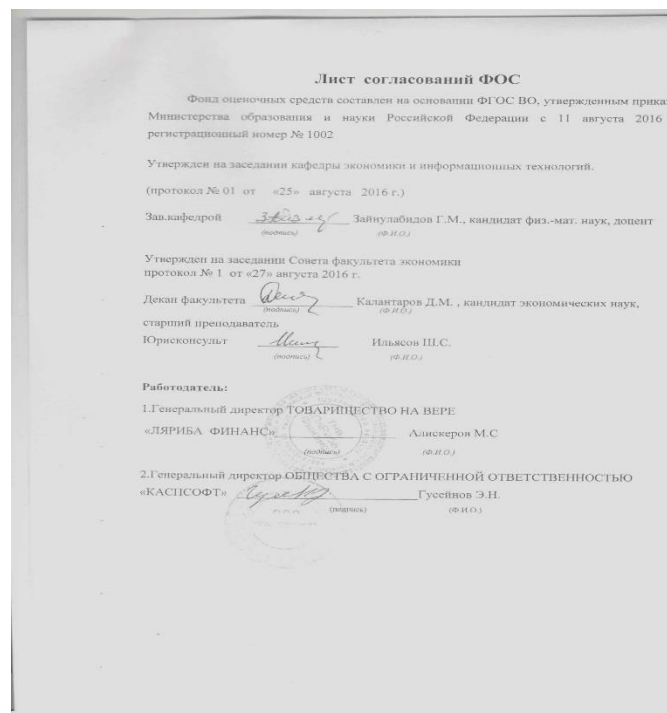 Лист согласований ФОС
Фонд оценочных средств составлен на основании ФГОС ВО, утвержденным прика
Министерства образования и науки Российской Федерации с 11 августа 2016
регистрационный номер № 1002
Утвержден на заседании кафедры экономики и информационных технологий.
(протокол № 01 от «25» августа 2016 г.)
Зав.кафедрой Зайнулабидов Г.М., кандидат физ.-мат. наук, доцент
(подпись) (Ф.И.О.)
Утвержден на заседании Совета факультета экономики
протокол № 1 от «27» августа 2016 г.
Декан факультета Калантаров Д.М. , кандидат экономических наук,
(подпись) (Ф.И.О.)
старший преподаватель
Юрисконсульт Ильясов Ш.С.
(подпись) (Ф.И.О.)
Работодатель:
1.Генеральный директор ТОВАРИЩЕСТВО НА ВЕРЕ
«ЛЯРИБА ФИНАНС» Алискеров М.С
(подпись) (Ф.И.О.)
2.Генеральный директор ОБЩЕСТВА С ОГРАНИЧЕННОЙ ОТВЕТСТВЕННОСТЬЮ
«КАСПСОФТ» Гусейнов Э.Н.
(подпись) (Ф.И.О.)